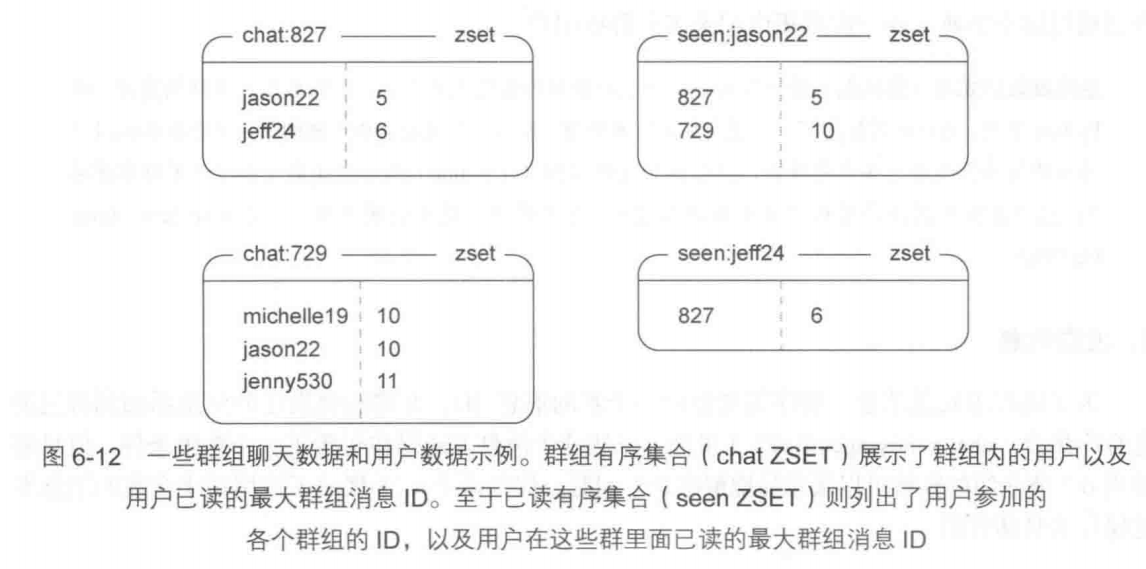 chat:827 zset
jason22 5
jeff24 6
seen:jason22 zset
827 5
729 10
chat:729 zset
michelle19 10
jason22 10
jenny530 11
seen:jeff24 zset
827 6
图 6-12 一些群组聊天数据和用户数据示例。群组有序集合（chat ZSET）展示了群组内的用户以及
用户已读的最大群组消息 ID。至于已读有序集合（seen ZSET）则列出了用户参加的
各个群组的 ID，以及用户在这些群里面已读的最大群组消息 ID